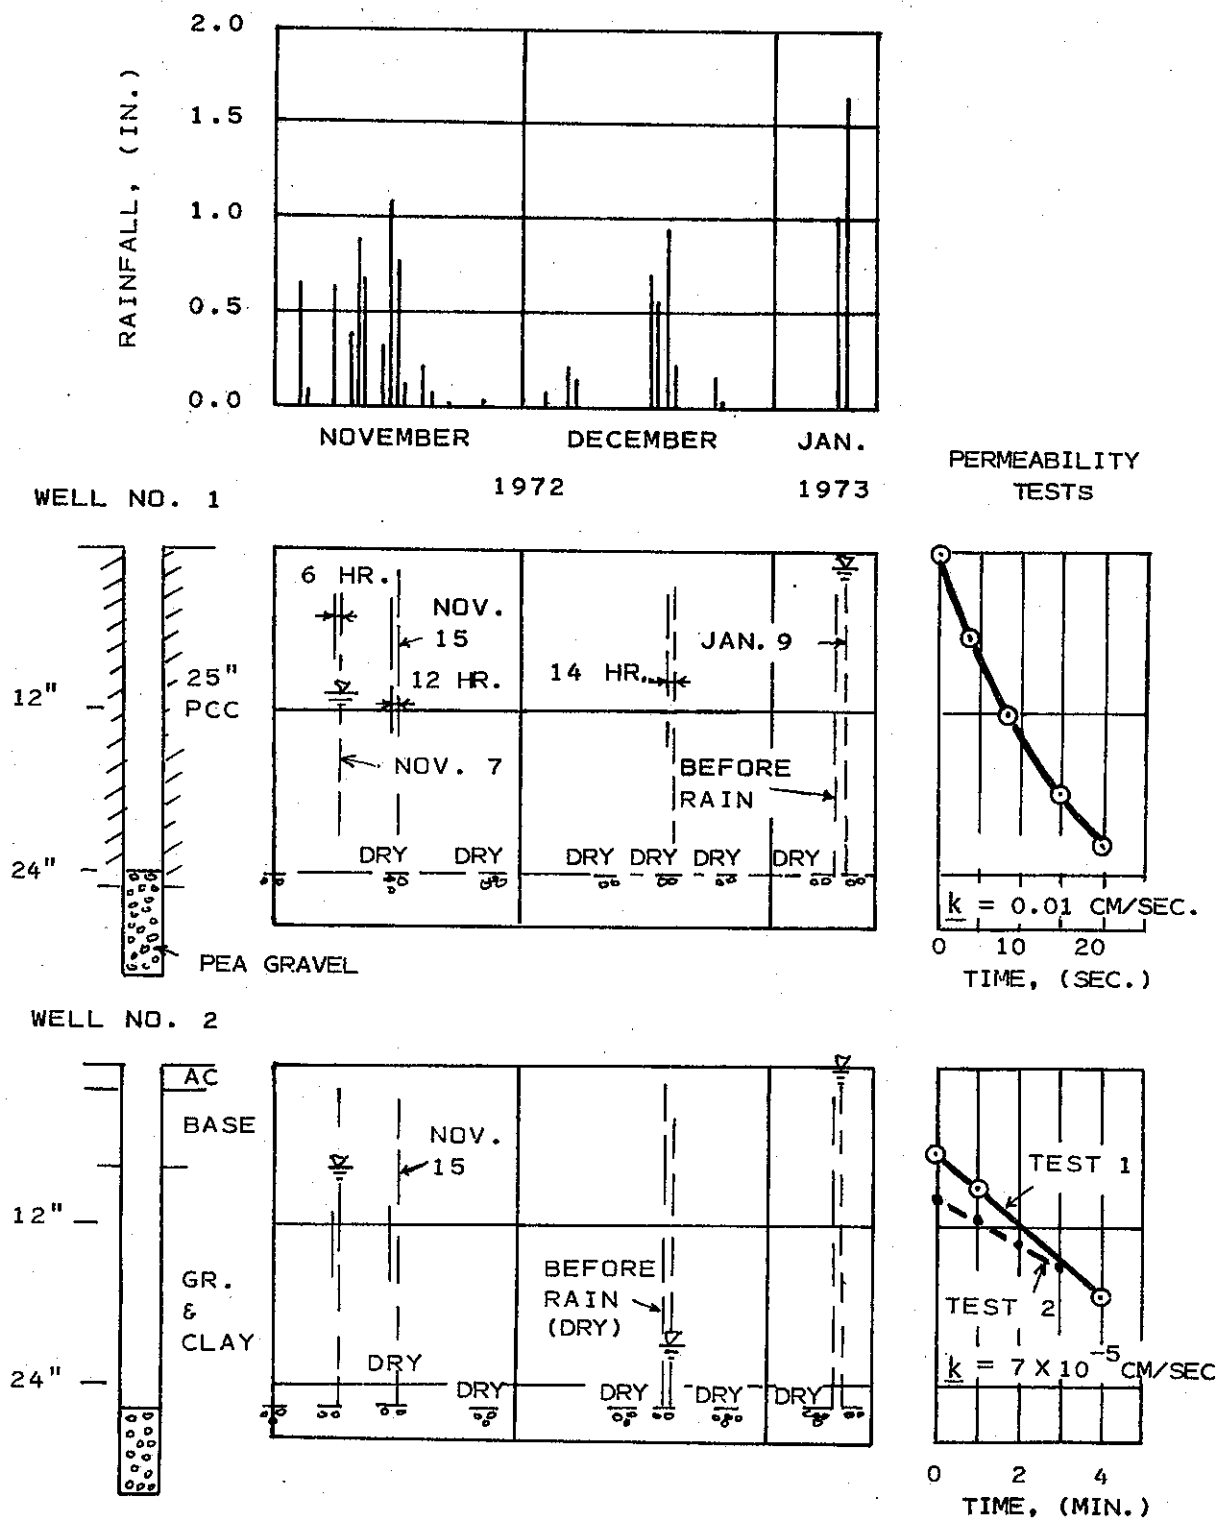 2.0
1.5
1.0
0.5
0.0
RAINFALL, (IN.)
NOVEMBER
DECEMBER
JAN.
1972
1973
PERMEABILITY
TESTS
WELL NO. 1
6 HR.
NOV.
15
12 HR.
14 HR.
JAN. 9
NOV. 7
BEFORE
RAIN
25"
PCC
12"
24"
DRY
DRY
DRY
DRY
DRY
DRY
PEA GRAVEL
k = 0.01 CM/SEC.
0
10
20
TIME, (SEC.)
WELL NO. 2
AC
BASE
NOV.
15
12"
GR.
&
CLAY
24"
BEFORE
RAIN
(DRY)
DRY
DRY
DRY
DRY
DRY
TEST 1
TEST 2
k = 7 X 10-5 CM/SEC
0
2
4
TIME, (MIN.)